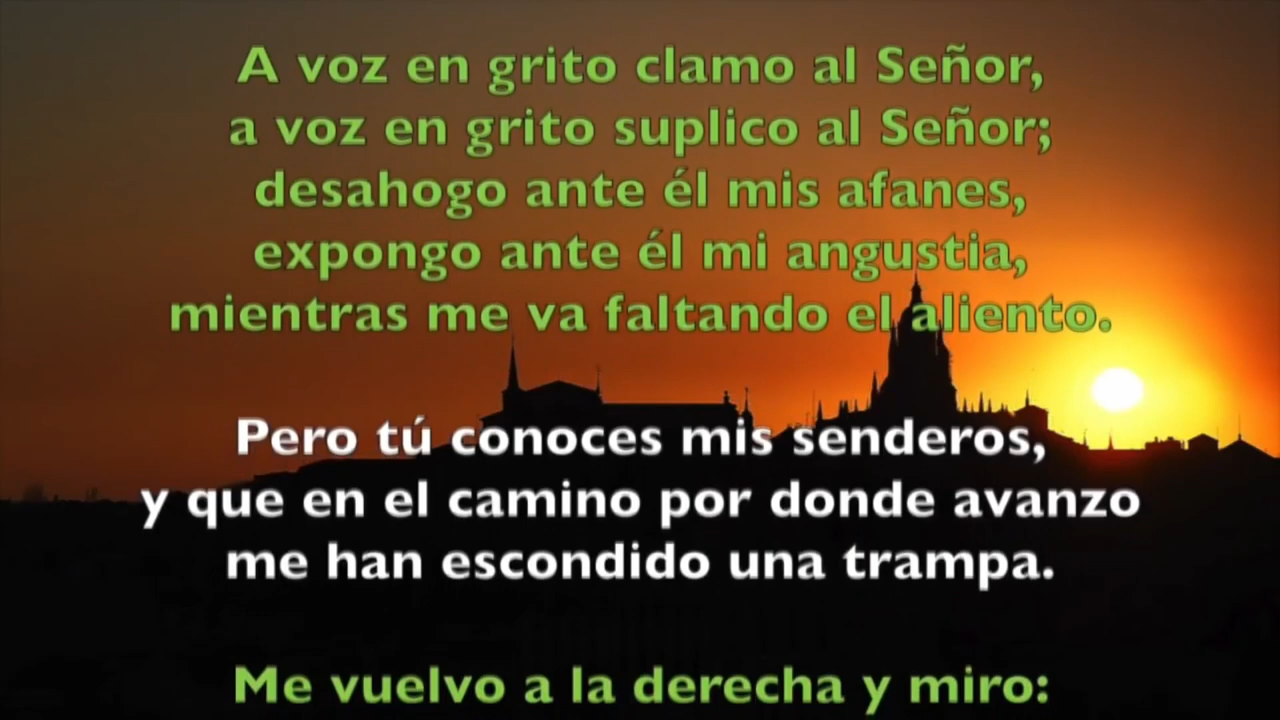 A voz en grito clamo al Señor,
a voz en grito suplico al Señor;
desahogo ante él mis afanes,
expongo ante él mi angustia,
mientras me va faltando el aliento.
Pero tú conoces mis senderos,
y que en el camino por donde avanzo
me han escondido una trampa.
Me vuelvo a la derecha y miro: